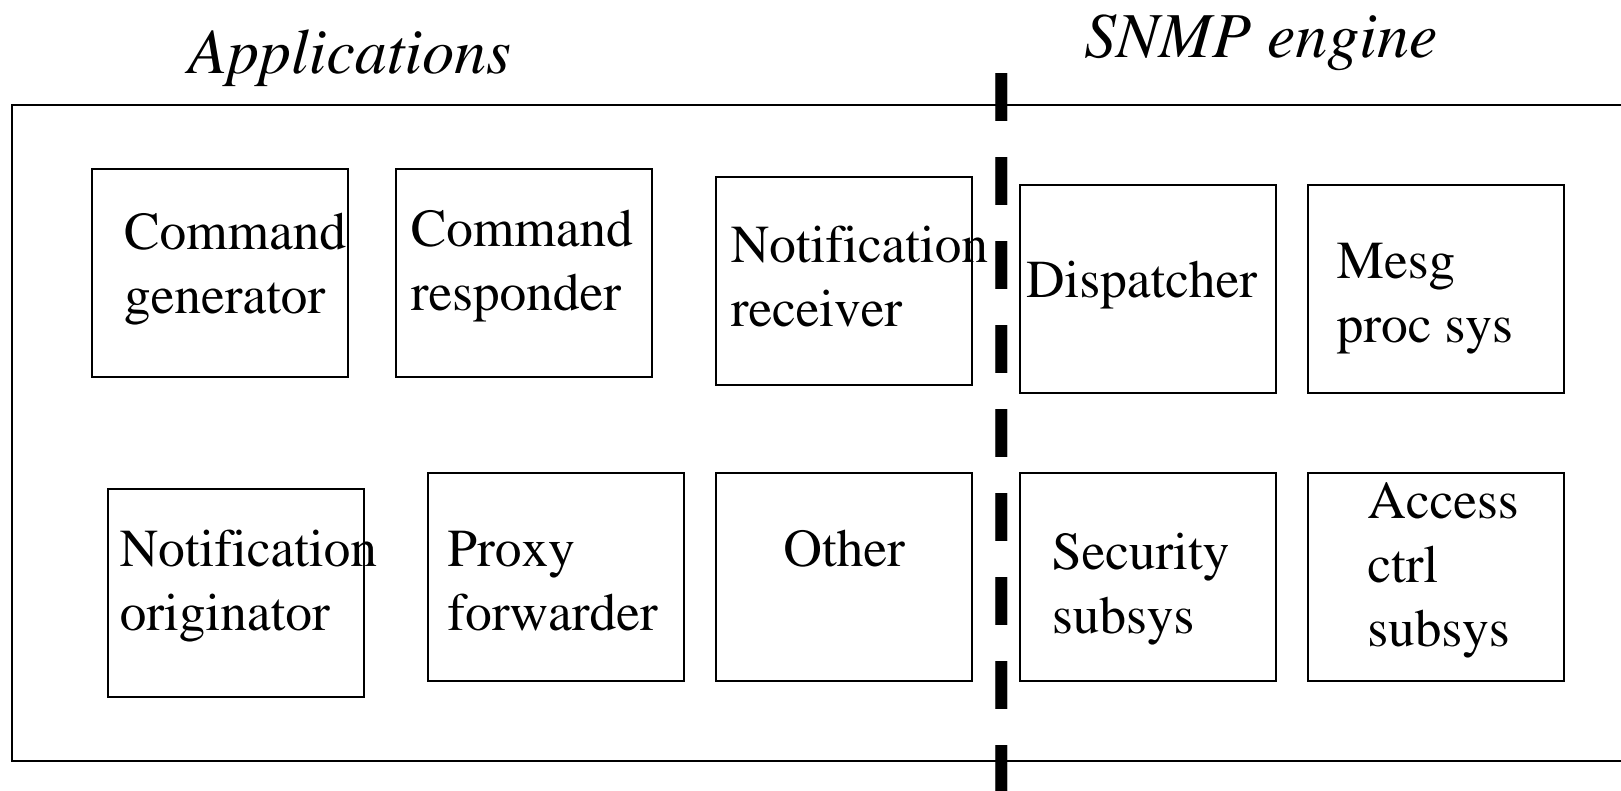 Applications
SNMP engine
Command
generator
Command
responder
Notification
receiver
Dispatcher
Mesg
proc sys
Notification
originator
Proxy
forwarder
Other
Security
subsys
Access
ctrl
subsys